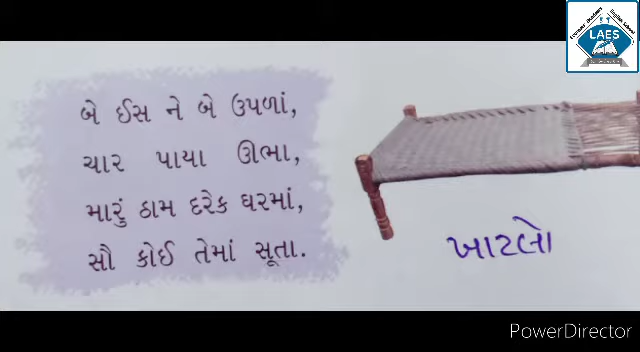 LAES
બે ઈસ ને બે ઉપળાં,
ચાર પાયા ઊભા,
મારું ઠામ દરેક ઘરમાં,
સૌ કોઈ તેમાં સૂતા.
ખાટલો
PowerDirector